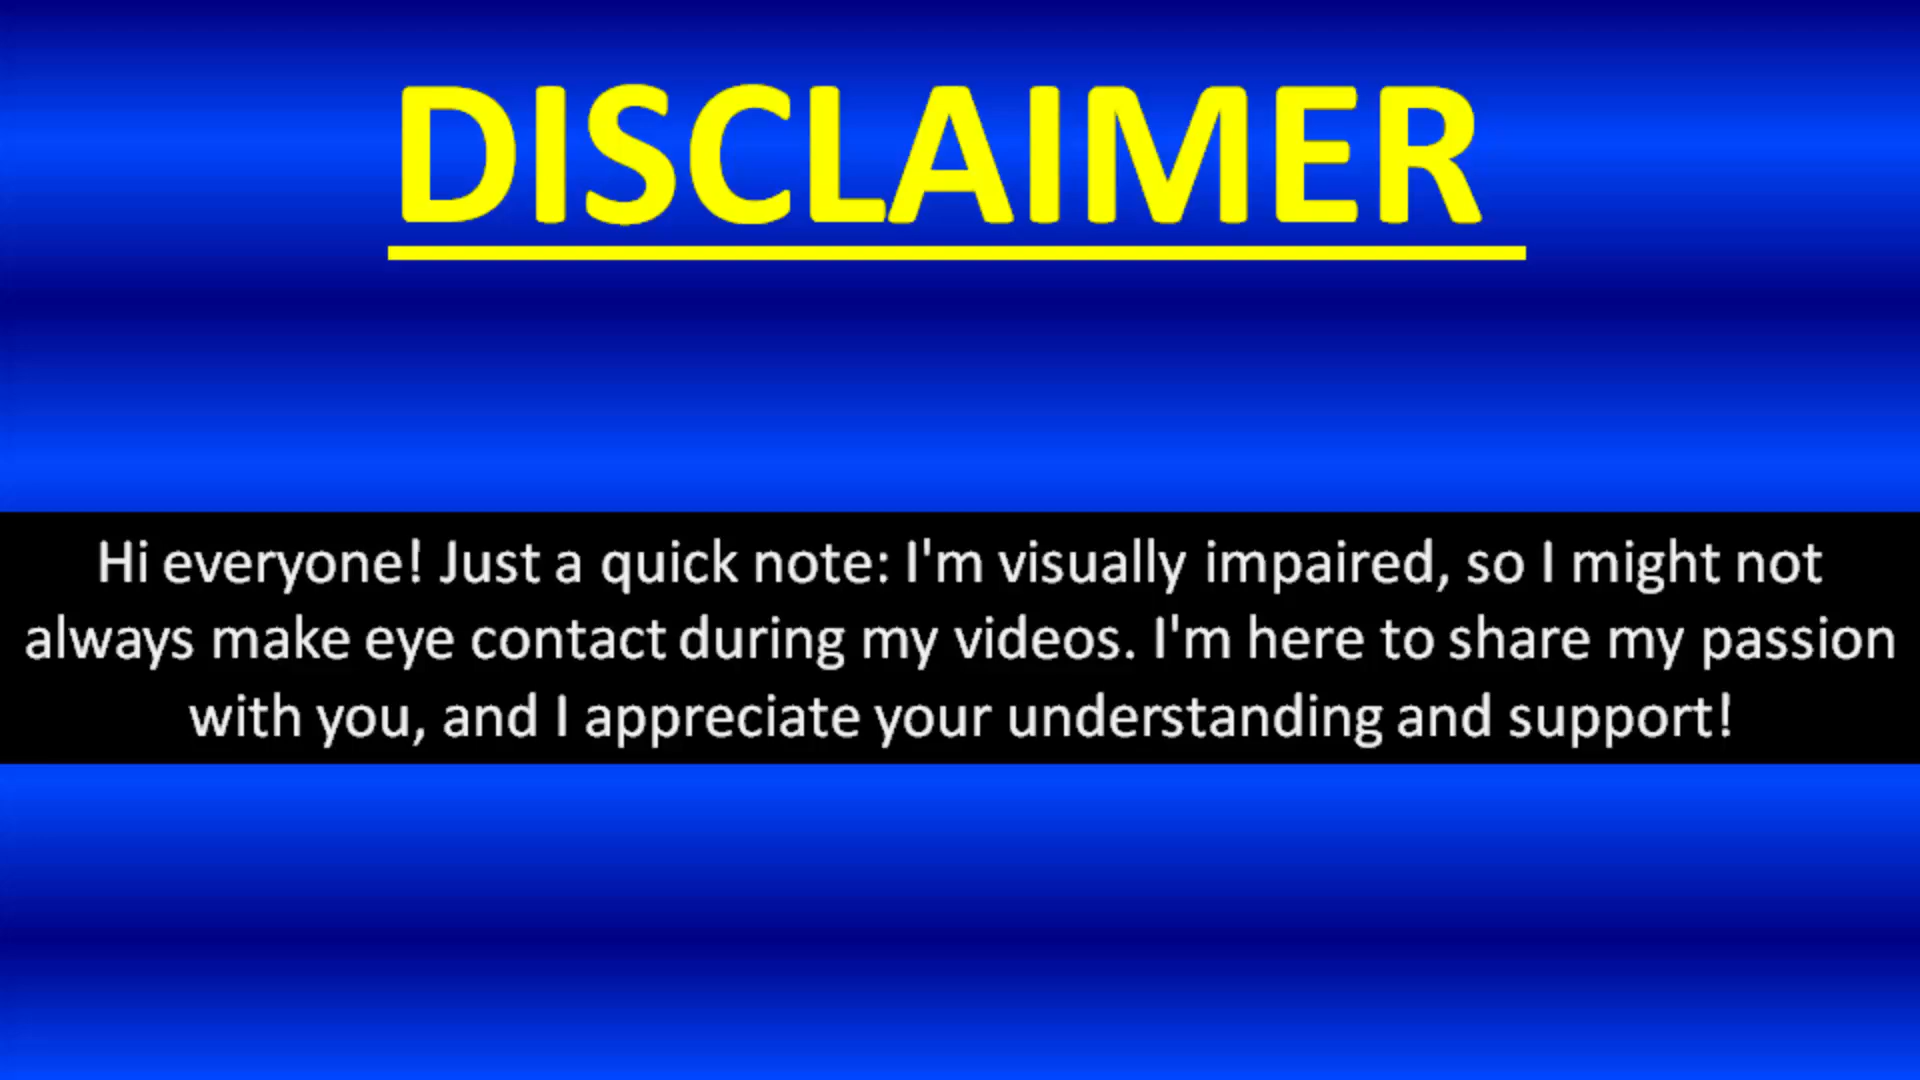 DISCLAIMER
Hi everyone! Just a quick note: I'm visually impaired, so I might not
always make eye contact during my videos. I'm here to share my passion
with you, and I appreciate your understanding and support!